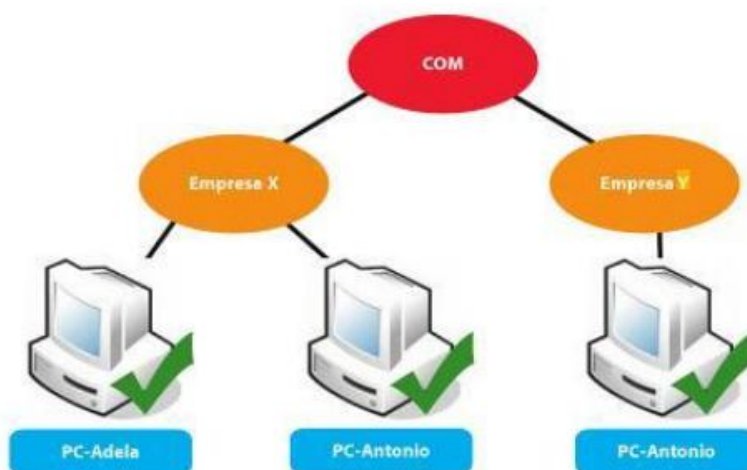 COM
Empresa X
Empresa Y
PC-Adela
PC-Antonio
PC-Antonio